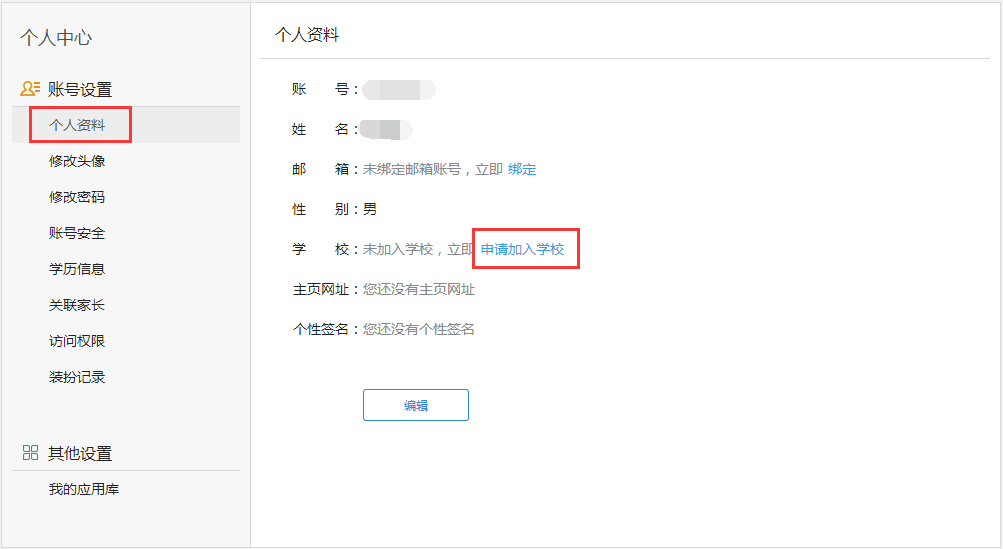 个人中心
账号设置
个人资料
修改头像
修改密码
账号安全
学历信息
关联家长
访问权限
装扮记录
其他设置
我的应用库
个人资料
账 号：
姓 名：
邮 箱：未绑定邮箱账号，立即 绑定
性 别：男
学 校：未加入学校，立即 申请加入学校
主页网址：您还没有主页网址
个性签名：您还没有个性签名
编辑